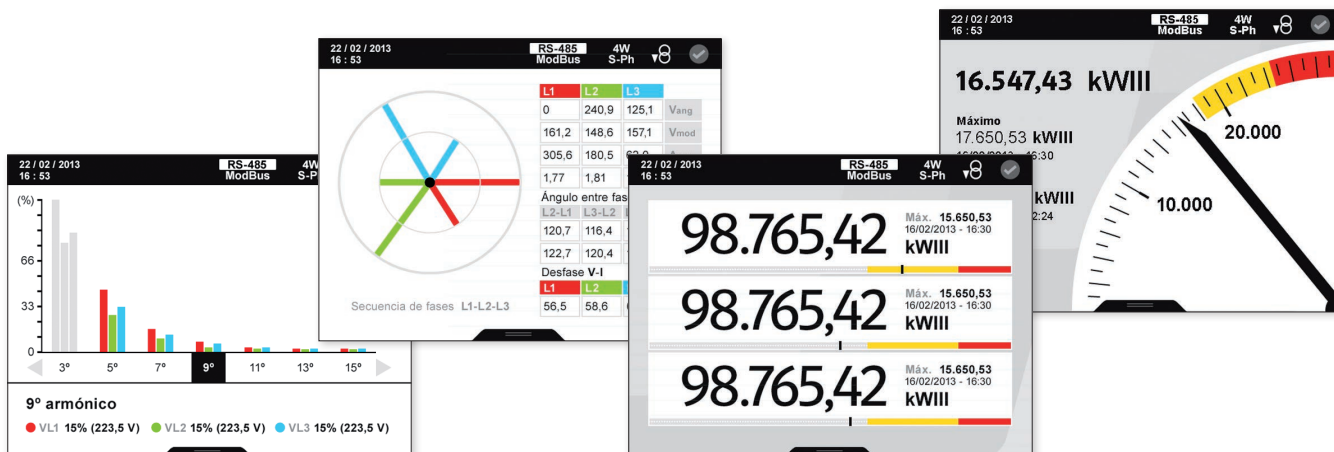 22 / 02 / 2013
16 : 53
RS-485
ModBus
4W
(%)
66
33
0
3º 5º 7º 9º 11º 13º 15º
9º armónico
VL1 15% (223,5 V) VL2 15% (223,5 V) VL3 15% (223,5 V)
22 / 02 / 2013
16 : 53
RS-485
ModBus
4W
S-Ph
L1 L2 L3
0 240,9 125,1 Vang
161,2 148,6 157,1 Vmod
305,6 180,5
1,77 1,81
Ángulo entre
L2-L1 L3-L2
120,7 116,4
122,7 120,4
Desfase V-I
L1 L2
56,5 58,6
Secuencia de fases L1-L2-L3
22 / 02 / 2013
16 : 53
RS-485
ModBus
4W
S-Ph
98.765,42
Máx. 15.650,53
16/02/2013 - 16:30
kWIII
98.765,42
Máx. 15.650,53
16/02/2013 - 16:30
kWIII
98.765,42
Máx. 15.650,53
16/02/2013 - 16:30
kWIII
22 / 02 / 2013
16 : 53
RS-485
ModBus
4W
S-Ph
16.547,43 kWIII
Máximo
17.650,53 kWIII
kWIII
10.000
20.000